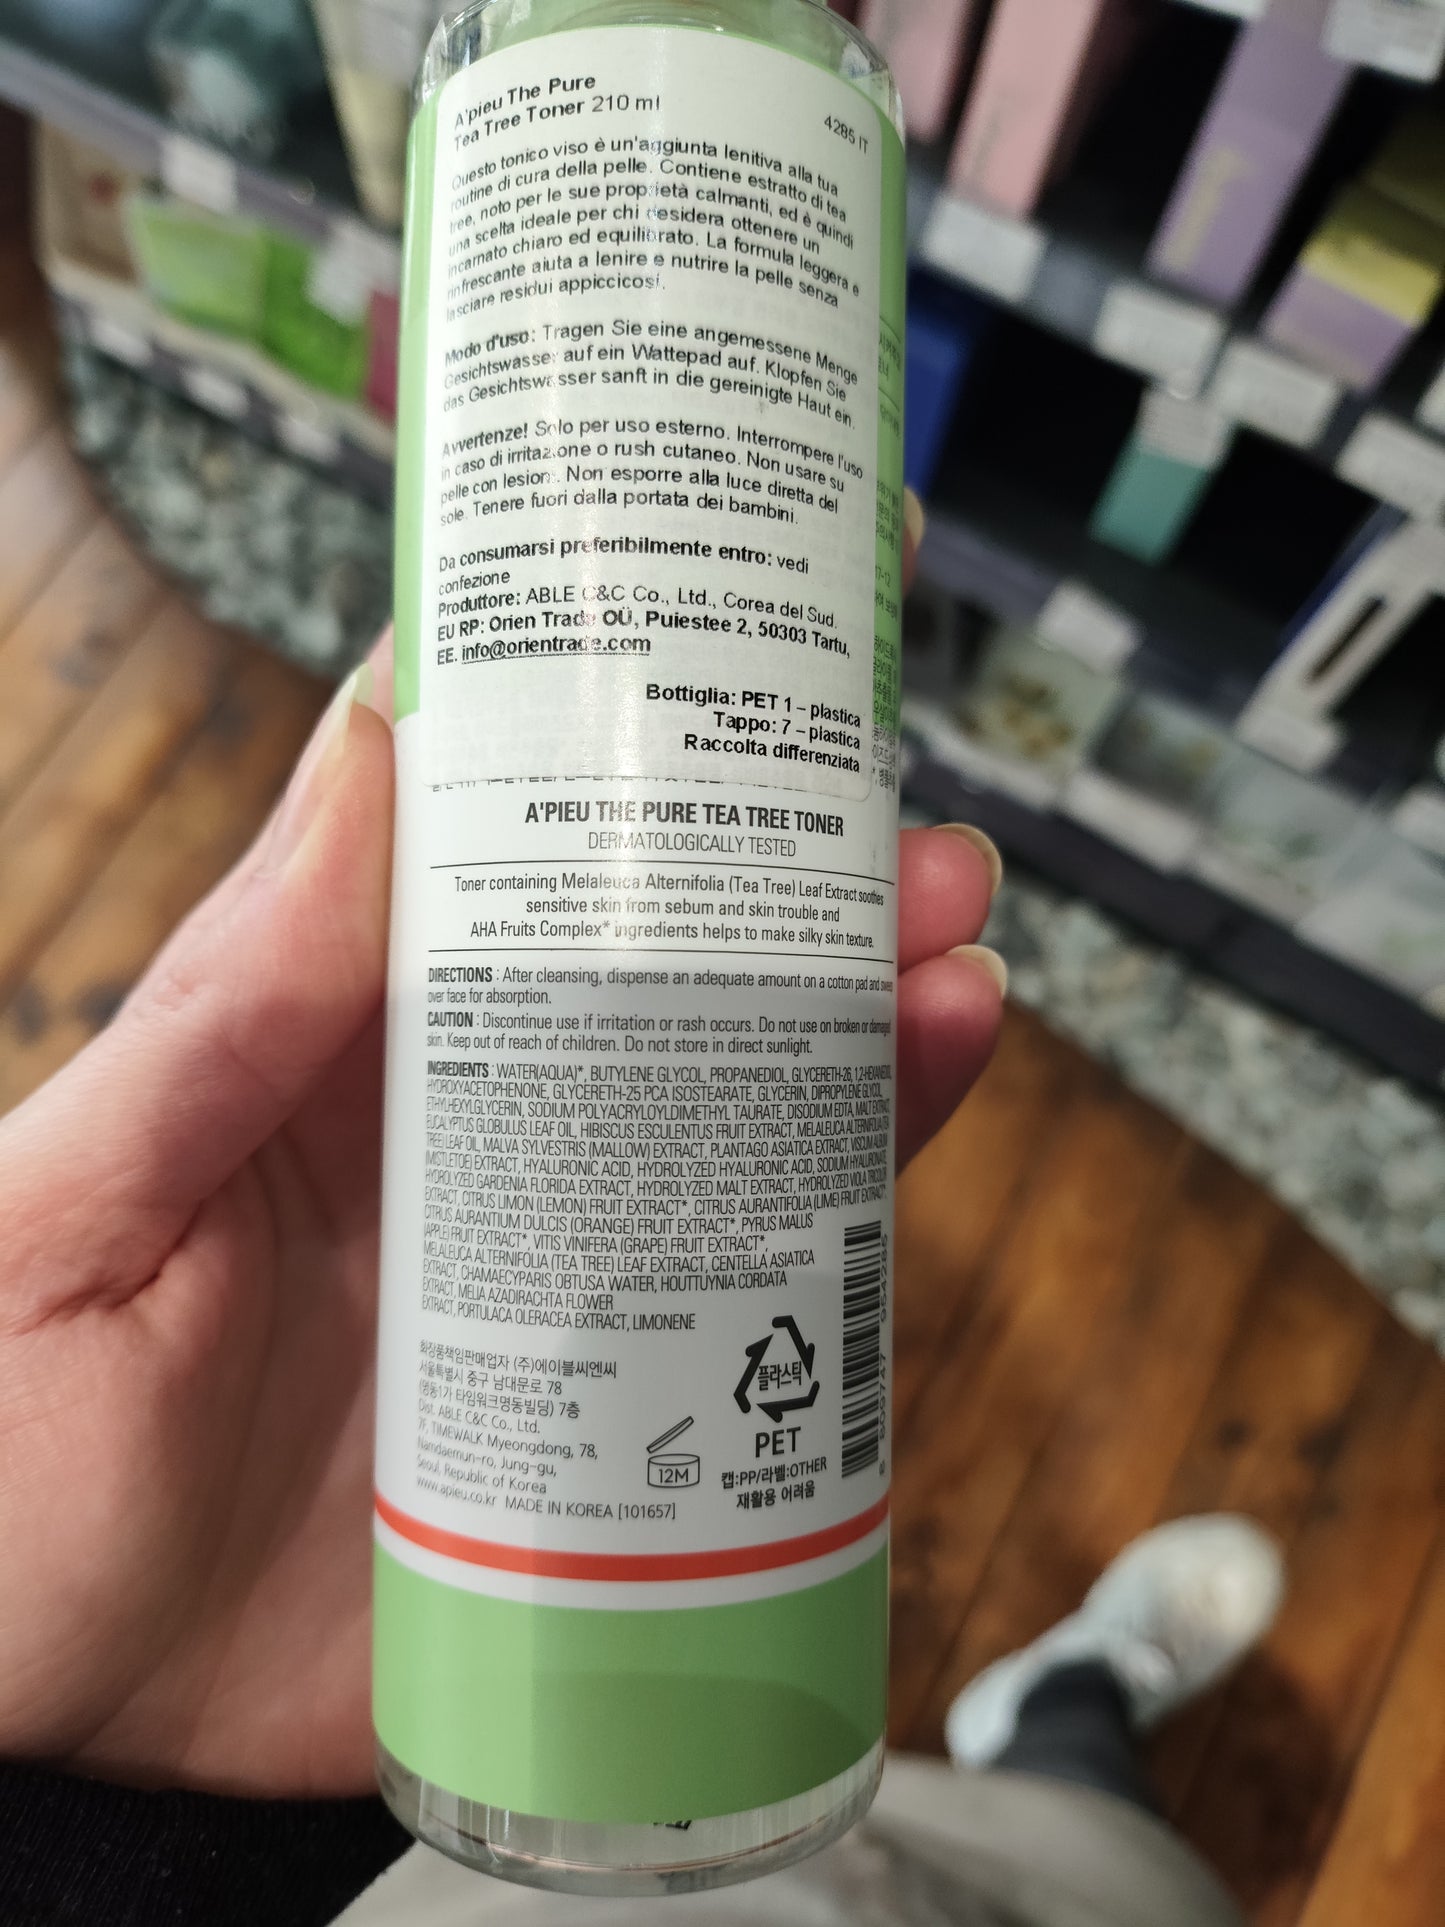 A'pieu The Pure
Tea Tree Toner 210 ml
4285 IT
Questo tonico viso è un'aggiunta lenitiva alla tua
routine di cura della pelle. Contiene estratto di tea
tree, noto per le sue proprietà calmanti, ed è quindi
una scelta ideale per chi desidera ottenere un
incarnato chiaro ed equilibrato. La formula leggera e
rinfrescante aiuta a lenire e nutrire la pelle senza
lasciare residui appiccicosi.
Modo d'uso: Tragen Sie eine angemessene Menge
Gesichtswasser auf ein Wattepad auf. Klopfen Sie
das Gesichtswasser sanft in die gereinigte Haut ein.
Avvertenze! Solo per uso esterno. Interrompere l'uso
in caso di irritazione o rush cutaneo. Non usare su
pelle con lesioni. Non esporre alla luce diretta del
sole. Tenere fuori dalla portata dei bambini.
Da consumarsi preferibilmente entro: vedi
confezione
Produttore: ABLE C&C Co., Ltd., Corea del Sud.
EU RP: Orien Trade OÜ, Puiestee 2, 50303 Tartu,
EE. info@orientrade.com
Bottiglia: PET 1 – plastica
Tappo: 7 – plastica
Raccolta differenziata
A'PIEU THE PURE TEA TREE TONER
DERMATOLOGICALLY TESTED
Toner containing Melaleuca Alternifolia (Tea Tree) Leaf Extract soothes
sensitive skin from sebum and skin trouble and
AHA Fruits Complex* ingredients helps to make silky skin texture.
DIRECTIONS : After cleansing, dispense an adequate amount on a cotton pad and sweep
over face for absorption.
CAUTION : Discontinue use if irritation or rash occurs. Do not use on broken or damaged
skin. Keep out of reach of children. Do not store in direct sunlight.
INGREDIENTS : WATER(AQUA)*, BUTYLENE GLYCOL, PROPANEDIOL, GLYCERETH-26, 1,2-HEXANEDIOL,
HYDROXYACETOPHENONE, GLYCERETH-25 PCA ISOSTEARATE, GLYCERIN, DIPROPYLENE GLYCOL,
ETHYLHEXYLGLYCERIN, SODIUM POLYACRYLOYLDIMETHYL TAURATE, DISODIUM EDTA, MALT EXTRACT,
EUCALYPTUS GLOBULUS LEAF OIL, HIBISCUS ESCULENTUS FRUIT EXTRACT, MELALEUCA ALTERNIFOLIA (TEA
TREE) LEAF OIL, MALVA SYLVESTRIS (MALLOW) EXTRACT, PLANTAGO ASIATICA EXTRACT, VISCUM ALBUM
(MISTLETOE) EXTRACT, HYALURONIC ACID, HYDROLYZED HYALURONIC ACID, SODIUM HYALURONATE,
HYDROLYZED GARDENIA FLORIDA EXTRACT, HYDROLYZED MALT EXTRACT, HYDROLYZED VIOLA TRICOLOR
EXTRACT, CITRUS LIMON (LEMON) FRUIT EXTRACT*, CITRUS AURANTIFOLIA (LIME) FRUIT EXTRACT*,
CITRUS AURANTIUM DULCIS (ORANGE) FRUIT EXTRACT*, PYRUS MALUS
(APPLE) FRUIT EXTRACT*, VITIS VINIFERA (GRAPE) FRUIT EXTRACT*,
MELALEUCA ALTERNIFOLIA (TEA TREE) LEAF EXTRACT, CENTELLA ASIATICA
EXTRACT, CHAMAECYPARIS OBTUSA WATER, HOUTTUYNIA CORDATA
EXTRACT, MELIA AZADIRACHTA FLOWER
EXTRACT, PORTULACA OLERACEA EXTRACT, LIMONENE
화장품책임판매업자 (주)에이블씨엔씨
서울특별시 중구 남대문로 78
(명동1가 타임워크명동빌딩) 7층
Dist. ABLE C&C Co., Ltd.
7F, TIMEWALK Myeongdong, 78,
Namdaemun-ro, Jung-gu,
Seoul, Republic of Korea
www.apieu.co.kr MADE IN KOREA [101657]
12M
플라스틱
PET
캡:PP/라벨:OTHER
재활용 어려움
8 809747 954285